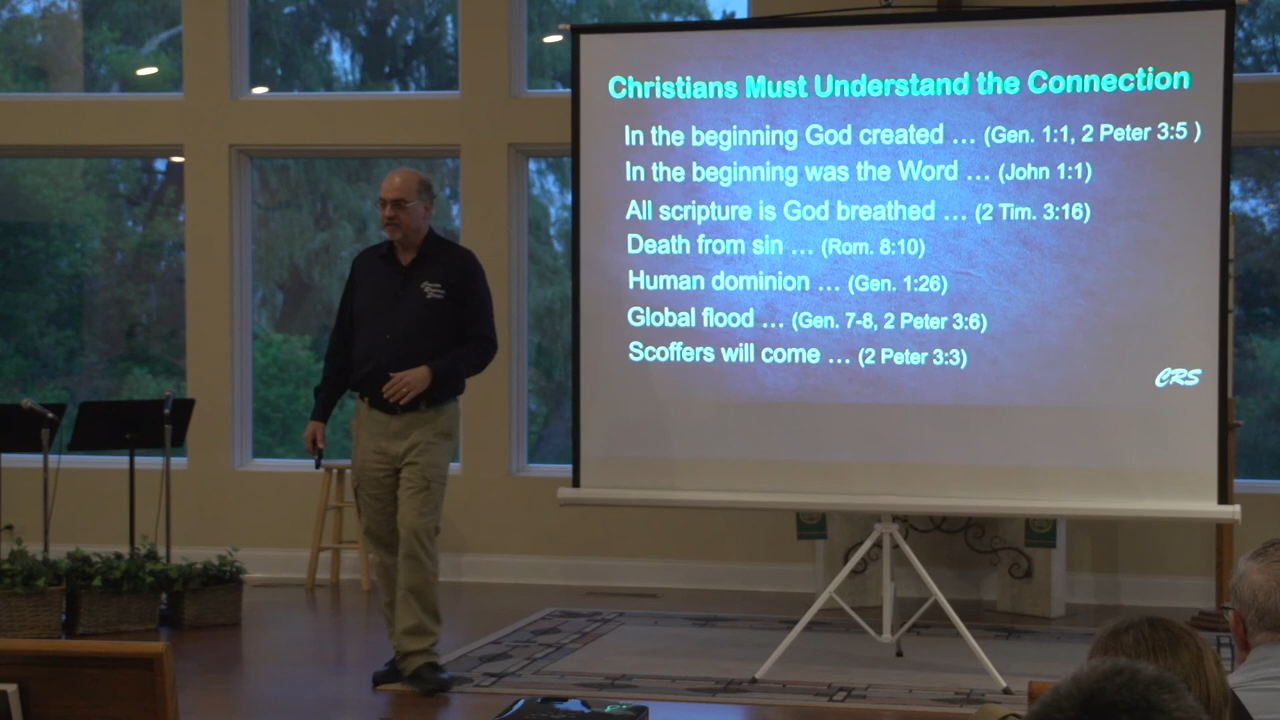 Christians Must Understand the Connection
In the beginning God created … (Gen. 1:1, 2 Peter 3:5 )
In the beginning was the Word … (John 1:1)
All scripture is God breathed … (2 Tim. 3:16)
Death from sin … (Rom. 8:10)
Human dominion … (Gen. 1:26)
Global flood … (Gen. 7-8, 2 Peter 3:6)
Scoffers will come … (2 Peter 3:3)
CRS